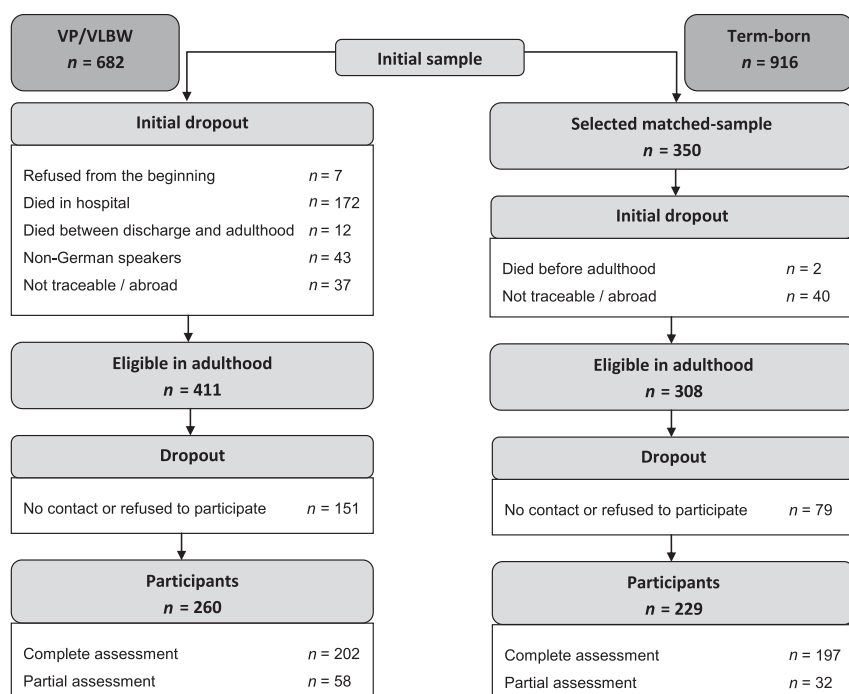 VP/VLBW
n = 682
Initial sample
Term-born
n = 916
Initial dropout
Refused from the beginning n = 7
Died in hospital n = 172
Died between discharge and adulthood n = 12
Non-German speakers n = 43
Not traceable / abroad n = 37
Eligible in adulthood
n = 411
Dropout
No contact or refused to participate n = 151
Participants
n = 260
Complete assessment n = 202
Partial assessment n = 58
Selected matched-sample
n = 350
Initial dropout
Died before adulthood n = 2
Not traceable / abroad n = 40
Eligible in adulthood
n = 308
Dropout
No contact or refused to participate n = 79
Participants
n = 229
Complete assessment n = 197
Partial assessment n = 32